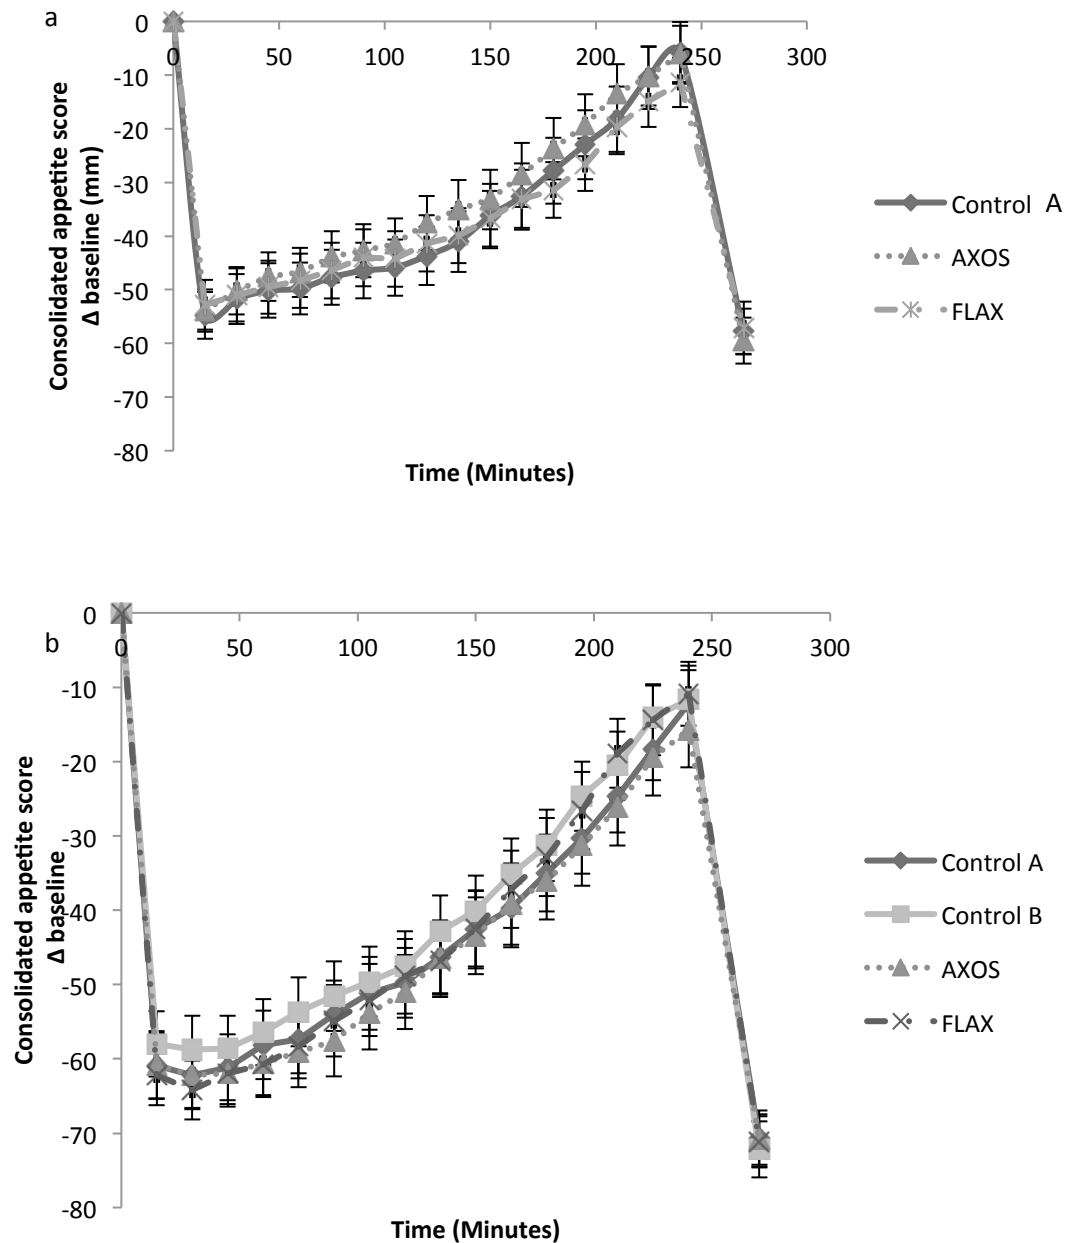 a
0
0 50 100 150 200 250 300
-10
-20
-30
-40
-50
-60
-70
-80
Consolidated appetite score
Δ baseline (mm)
Time (Minutes)
Control A
AXOS
FLAX
b
0
0 50 100 150 200 250 300
-10
-20
-30
-40
-50
-60
-70
-80
Consolidated appetite score
Δ baseline
Time (Minutes)
Control A
Control B
AXOS
FLAX